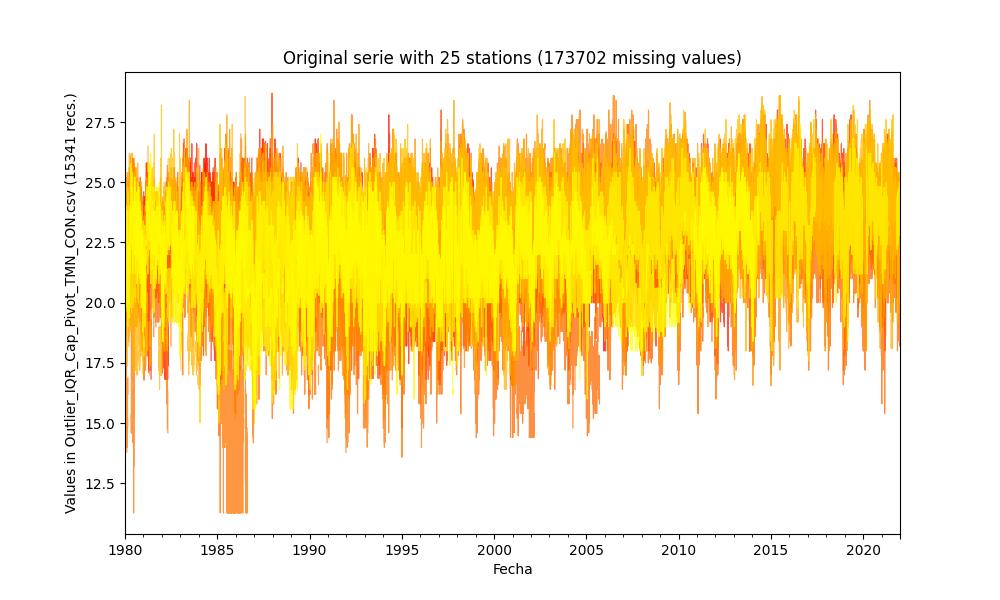 Original serie with 25 stations (173702 missing values)
Values in Outlier_IQR_Cap_Pivot_TMN_CON.csv (15341 recs.)
27.5
25.0
22.5
20.0
17.5
15.0
12.5
1980 1985 1990 1995 2000 2005 2010 2015 2020
Fecha